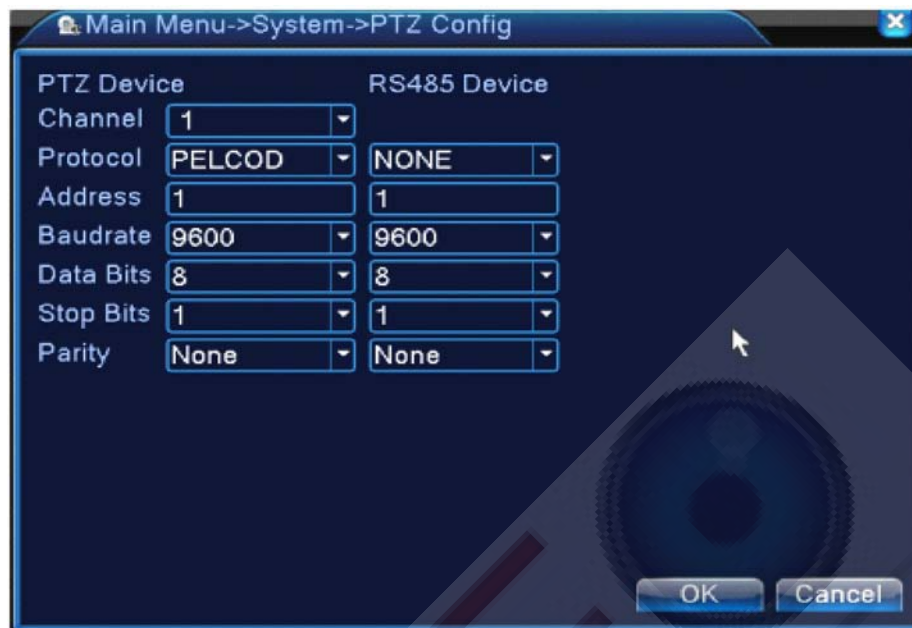 Main Menu->System->PTZ Config
PTZ Device RS485 Device
Channel 1
Protocol PELCOD NONE
Address 1 1
Baudrate 9600 9600
Data Bits 8 8
Stop Bits 1 1
Parity None None
OK Cancel